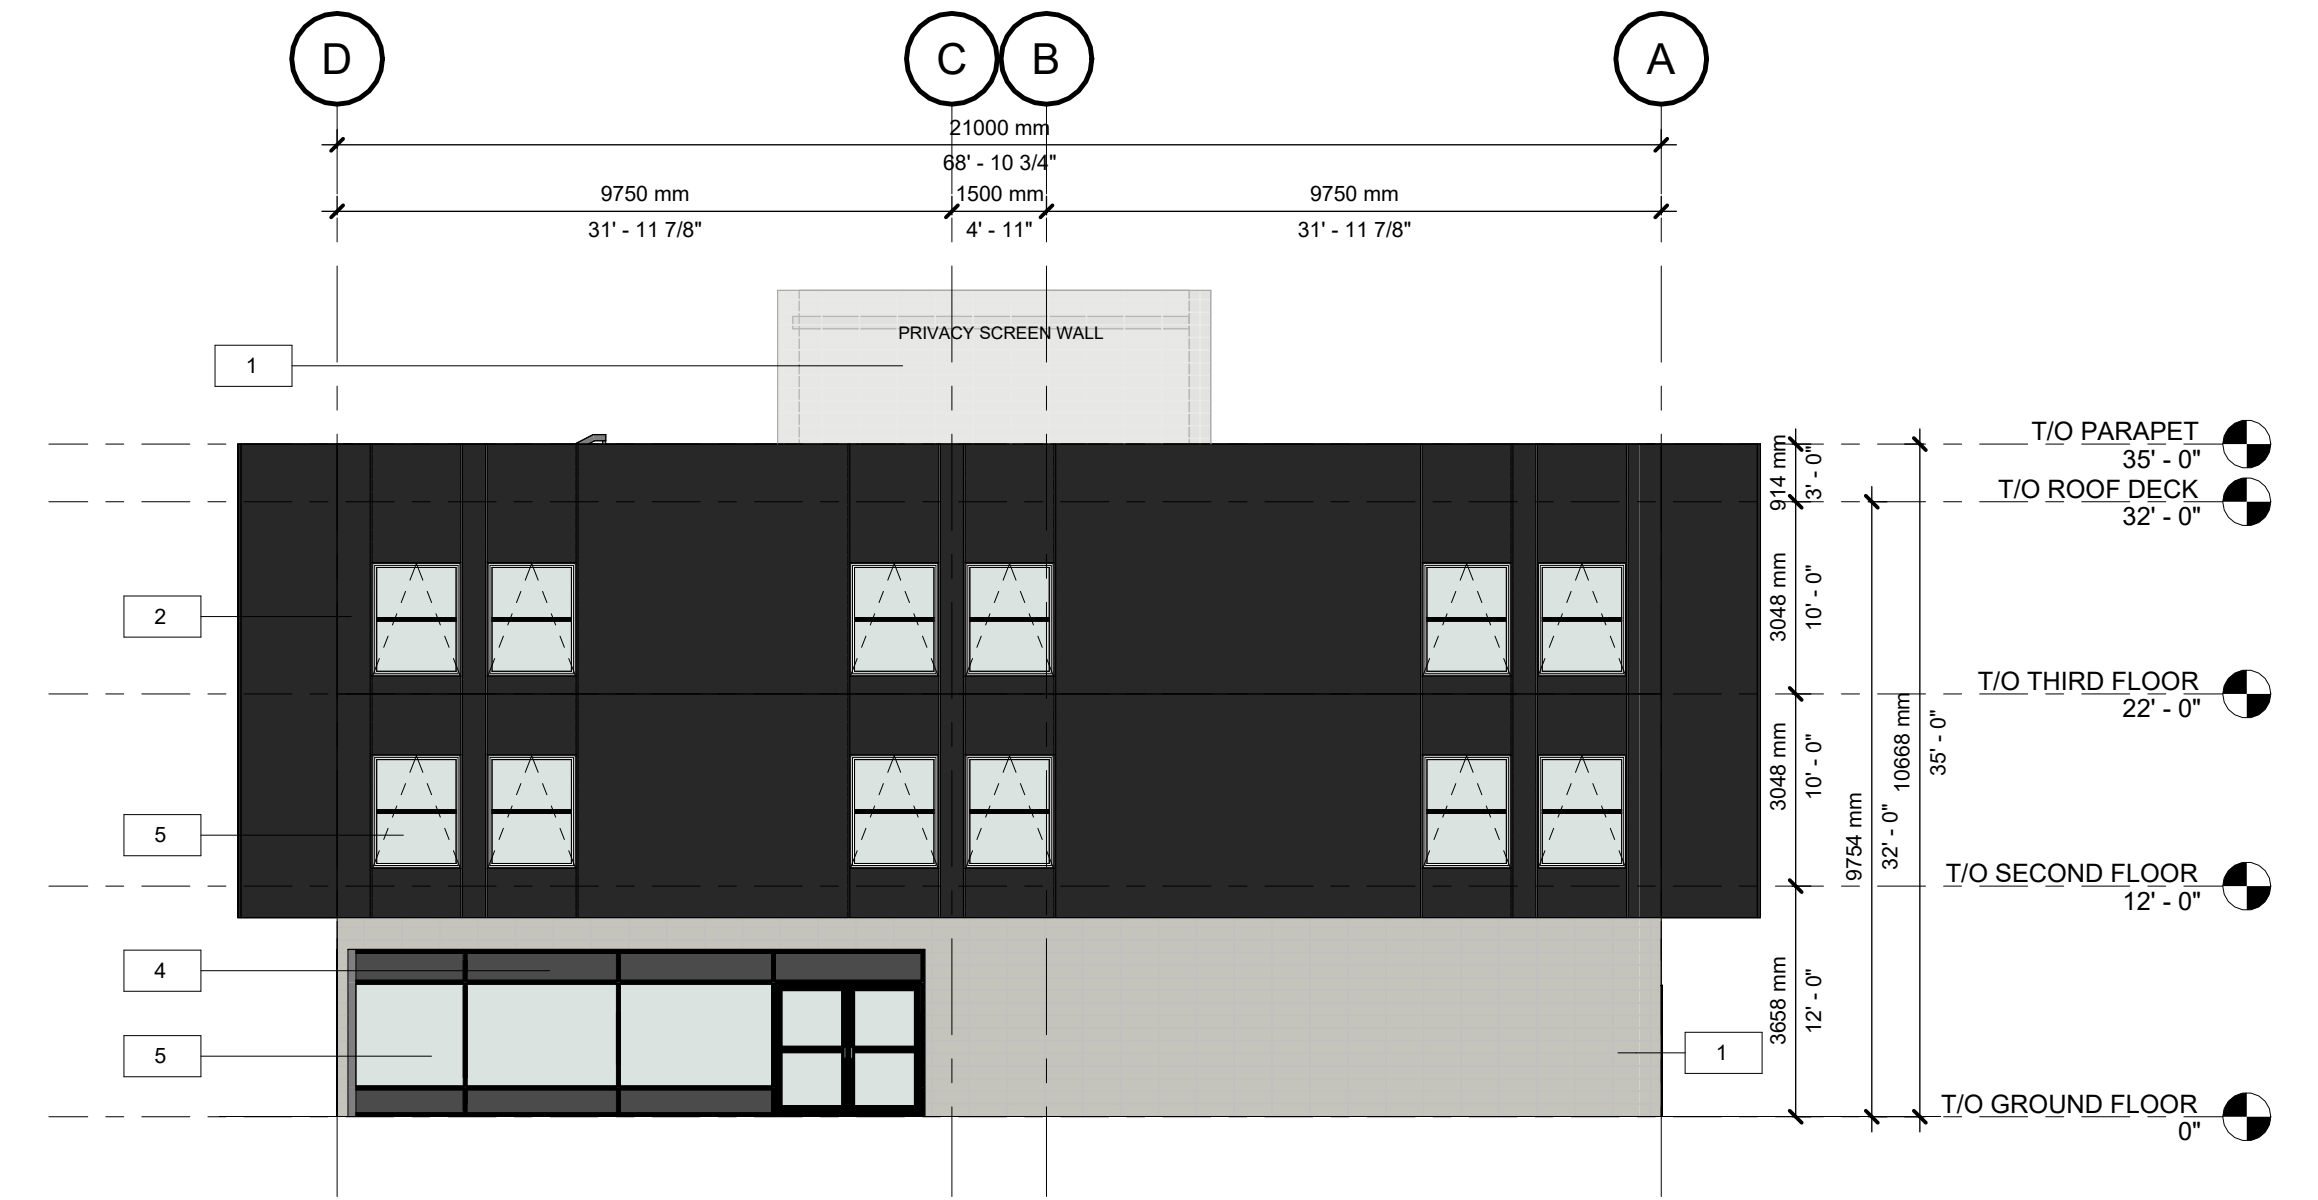 D
C
B
A
21000 mm
68' - 10 3/4"
9750 mm
1500 mm
9750 mm
31' - 11 7/8"
4' - 11"
31' - 11 7/8"
PRIVACY SCREEN WALL
1
T/O PARAPET
35' - 0"
914 mm
3' - 0"
T/O ROOF DECK
32' - 0"
2
3048 mm
10' - 0"
T/O THIRD FLOOR
22' - 0"
10668 mm
35' - 0"
3048 mm
10' - 0"
5
9754 mm
32' - 0"
T/O SECOND FLOOR
12' - 0"
4
3658 mm
12' - 0"
5
1
T/O GROUND FLOOR
0"